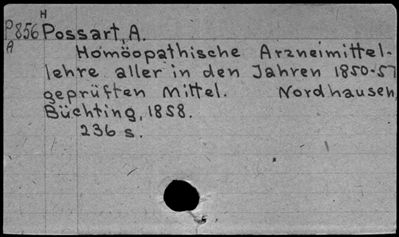 H
P856 Possart, A.
A Homöopathische Arzneimittel-
lehre aller in den Jahren 1850-57
geprüften Mittel. Nordhausen,
Büchting, 1858.
236 s.